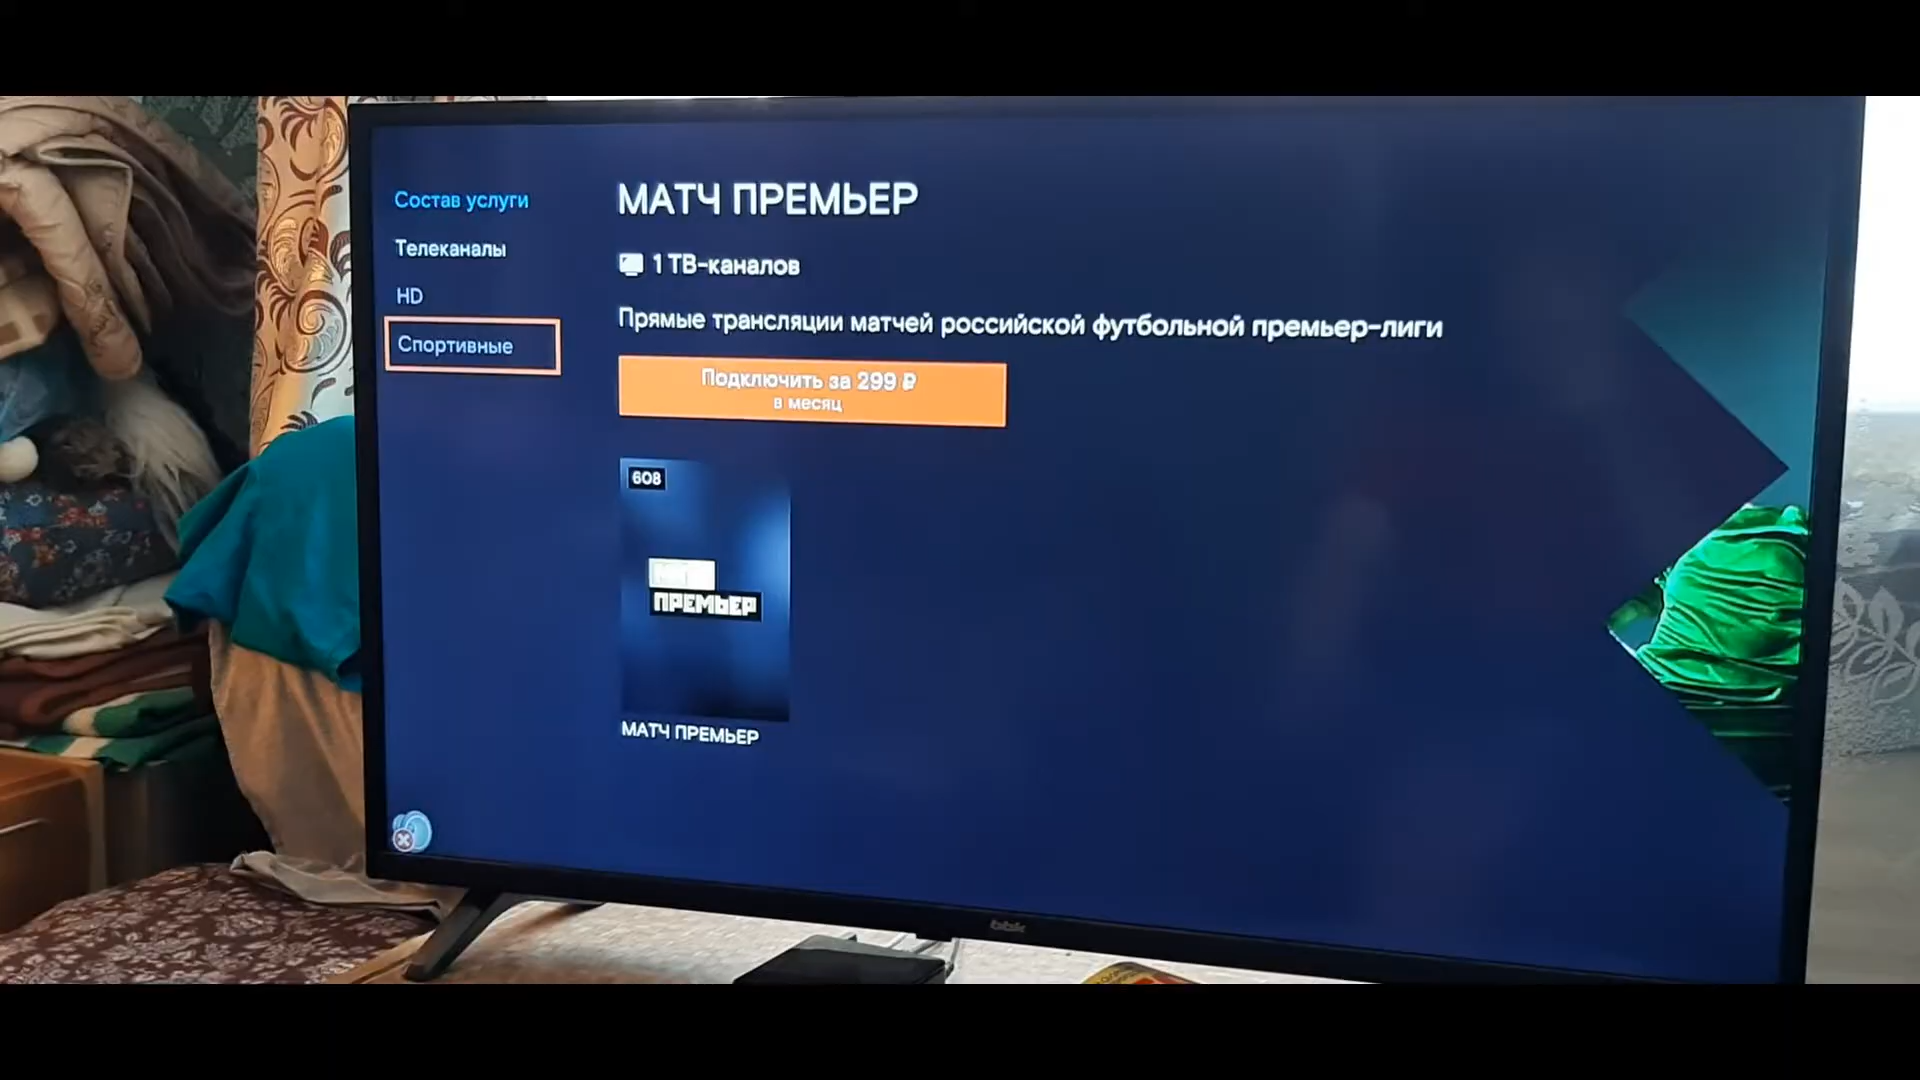 Состав услуги
Телеканалы
HD
Спортивные
МАТЧ ПРЕМЬЕР
1 ТВ-каналов
Прямые трансляции матчей российской футбольной премьер-лиги
Подключить за 299 ₽
в месяц
608
ПРЕМЬЕР
МАТЧ ПРЕМЬЕР
bbk